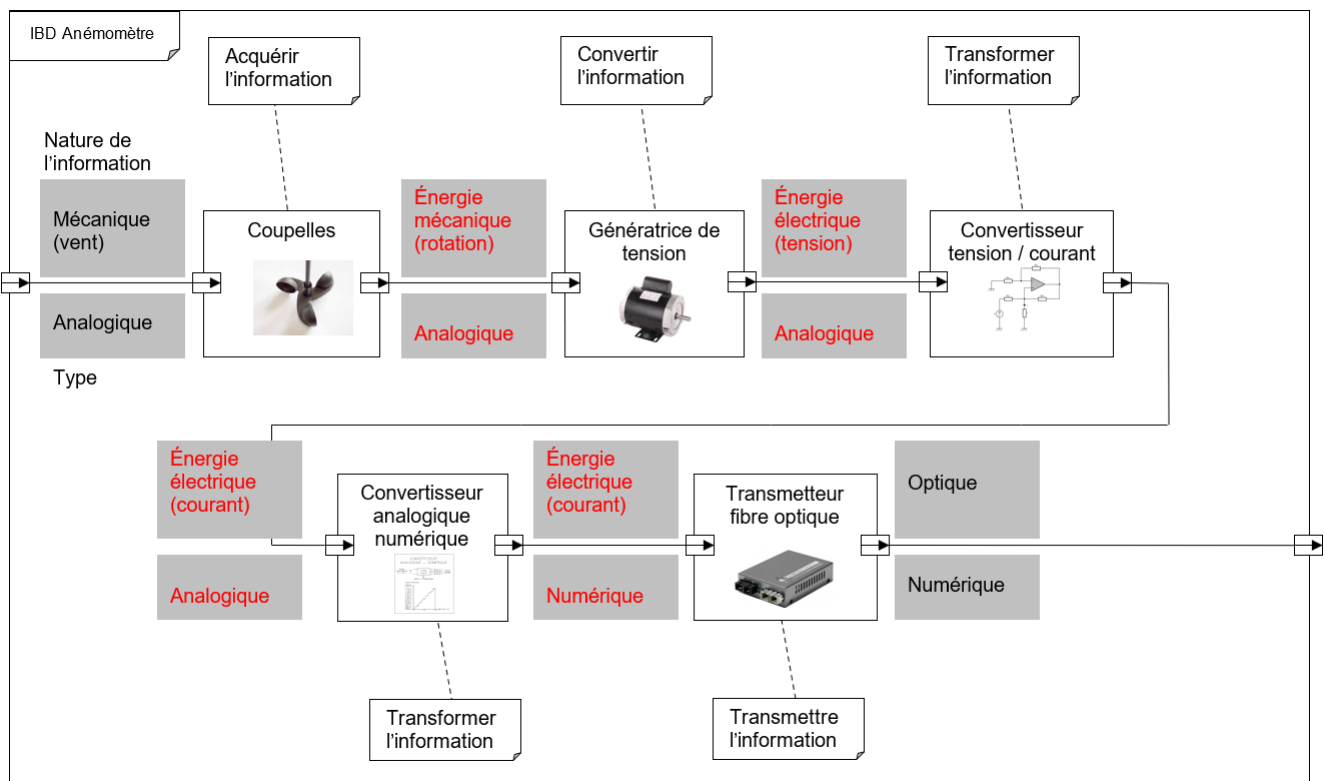 IBD Anémomètre
Acquérir
l’information
Convertir
l’information
Transformer
l’information
Nature de
l’information
Mécanique
(vent)
Analogique
Type
Coupelles
Énergie
mécanique
(rotation)
Analogique
Génératrice de
tension
Énergie
électrique
(tension)
Analogique
Convertisseur
tension / courant
Énergie
électrique
(courant)
Analogique
Convertisseur
analogique
numérique
Énergie
électrique
(courant)
Numérique
Transmetteur
fibre optique
Optique
Numérique
Transformer
l’information
Transmettre
l’information